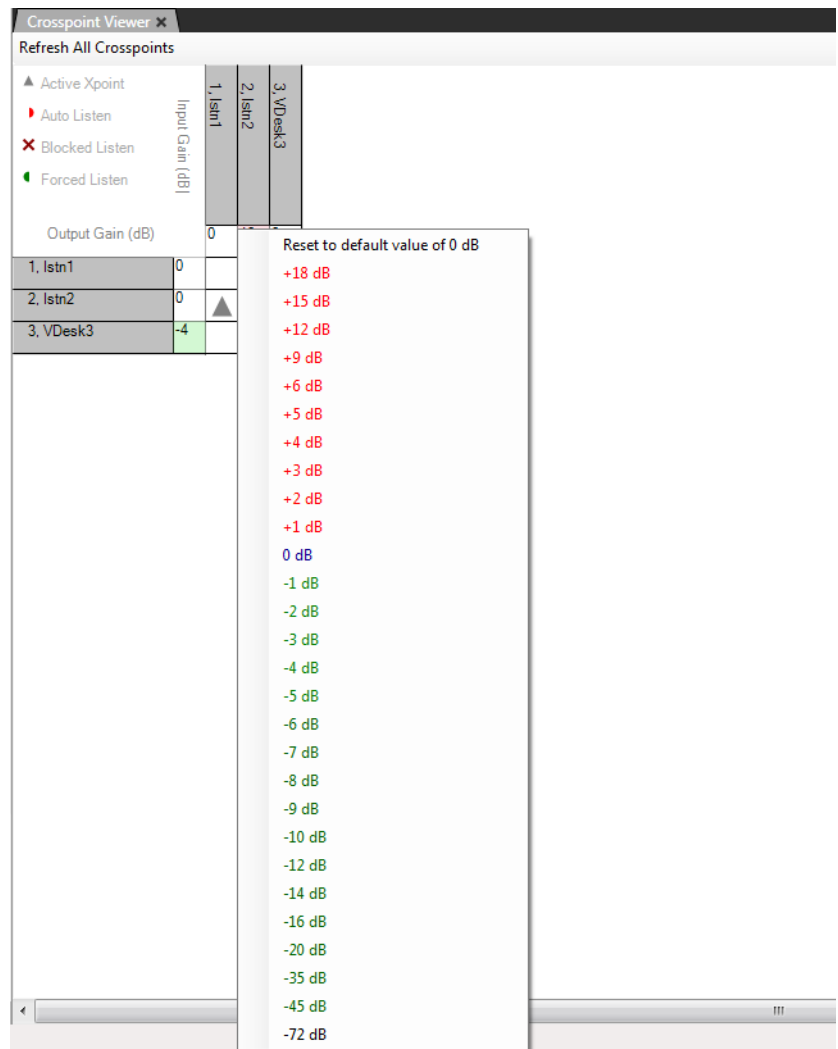 Crosspoint Viewer
Refresh All Crosspoints
Active Xpoint
Auto Listen
Blocked Listen
Forced Listen
Input Gain (dB)
1, Istn1
2, Istn2
3, VDesk3
Output Gain (dB)
0
1, Istn1
0
2, Istn2
0
3, VDesk3
-4
Reset to default value of 0 dB
+18 dB
+15 dB
+12 dB
+9 dB
+6 dB
+5 dB
+4 dB
+3 dB
+2 dB
+1 dB
0 dB
-1 dB
-2 dB
-3 dB
-4 dB
-5 dB
-6 dB
-7 dB
-8 dB
-9 dB
-10 dB
-12 dB
-14 dB
-16 dB
-20 dB
-35 dB
-45 dB
-72 dB